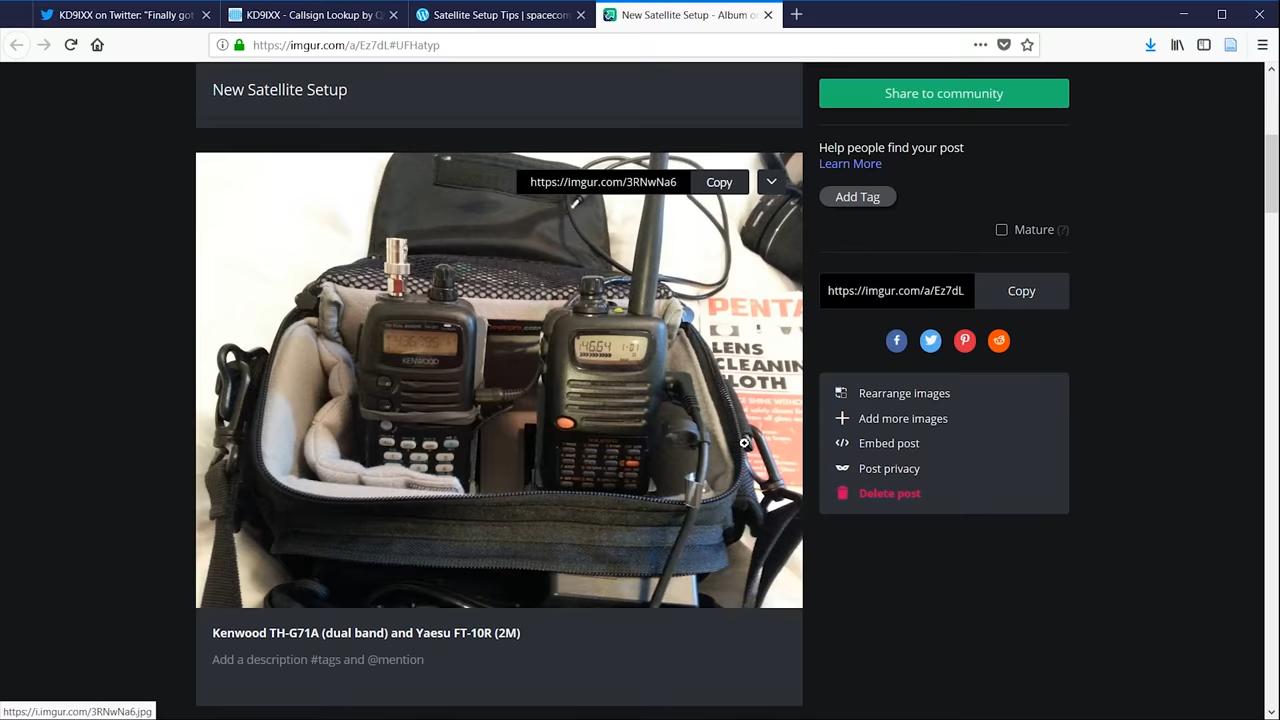 KD9IXX on Twitter: "Finally got
KD9IXX - Callsign Lookup by Q
Satellite Setup Tips | spacecom
New Satellite Setup - Album o
https://imgur.com/a/Ez7dL#UFHatyp
New Satellite Setup
Share to community
Help people find your post
Learn More
Add Tag
Mature (?)
https://imgur.com/3RNwNa6
Copy
https://imgur.com/a/Ez7dL
Copy
KENWOOD
146.64
PENTA
LENS
CLEANING
CLOTH
Rearrange images
Add more images
Embed post
Post privacy
Delete post
Kenwood TH-G71A (dual band) and Yaesu FT-10R (2M)
Add a description #tags and @mention
https://i.imgur.com/3RNwNa6.jpg